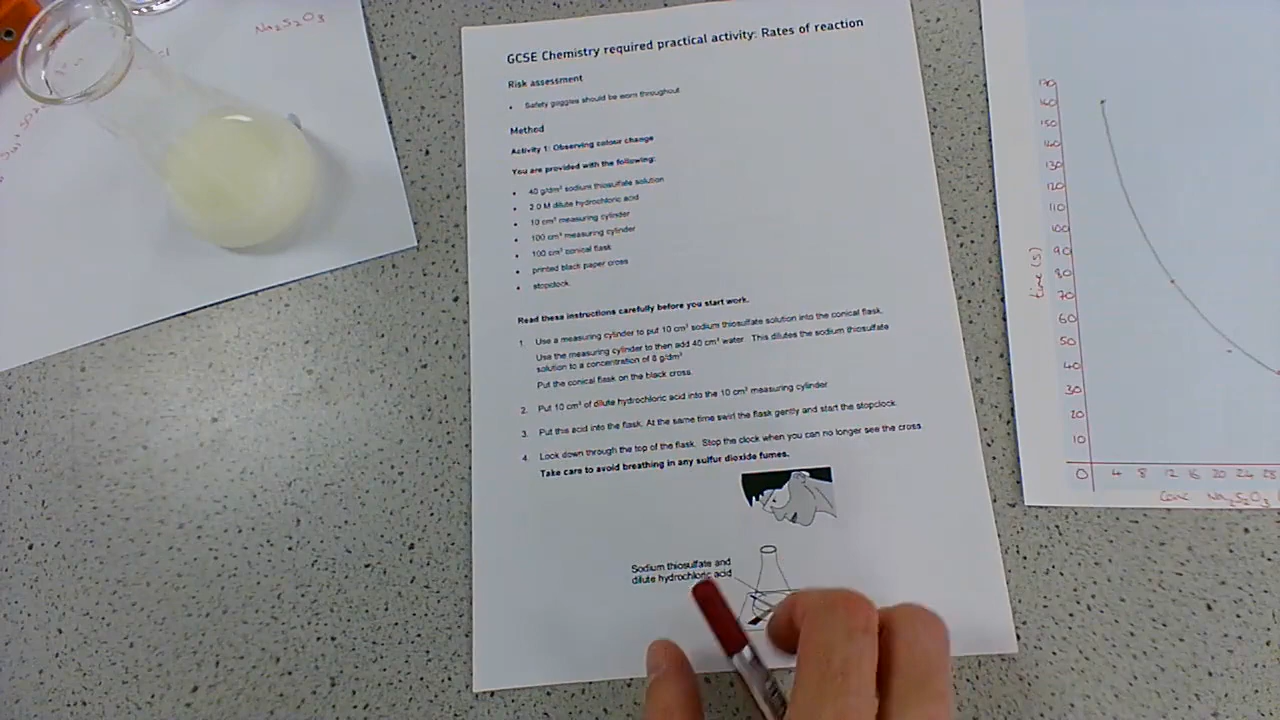 Na₂S₂O₃
GCSE Chemistry required practical activity: Rates of reaction
Risk assessment
• Safety goggles should be worn throughout
Method
Activity 1: Observing colour change
You are provided with the following:
• 40 g/dm³ sodium thiosulfate solution
• 2.0 M dilute hydrochloric acid
• 10 cm³ measuring cylinder
• 100 cm³ measuring cylinder
• 100 cm³ conical flask
• printed black paper cross
• stopclock.
Read these instructions carefully before you start work.
1. Use a measuring cylinder to put 10 cm³ sodium thiosulfate solution into the conical flask.
Use the measuring cylinder to then add 40 cm³ water. This dilutes the sodium thiosulfate
solution to a concentration of 8 g/dm³
Put the conical flask on the black cross.
2. Put 10 cm³ of dilute hydrochloric acid into the 10 cm³ measuring cylinder
3. Put this acid into the flask. At the same time swirl the flask gently and start the stopclock.
4. Look down through the top of the flask. Stop the clock when you can no longer see the cross.
Take care to avoid breathing in any sulfur dioxide fumes.
Sodium thiosulfate and
dilute hydrochloric acid
170
160
150
140
130
120
110
100
90
80
70
60
50
40
30
20
10
time (s)
0 4 8 12 16 20 24 28
Conc Na₂S₂O₃